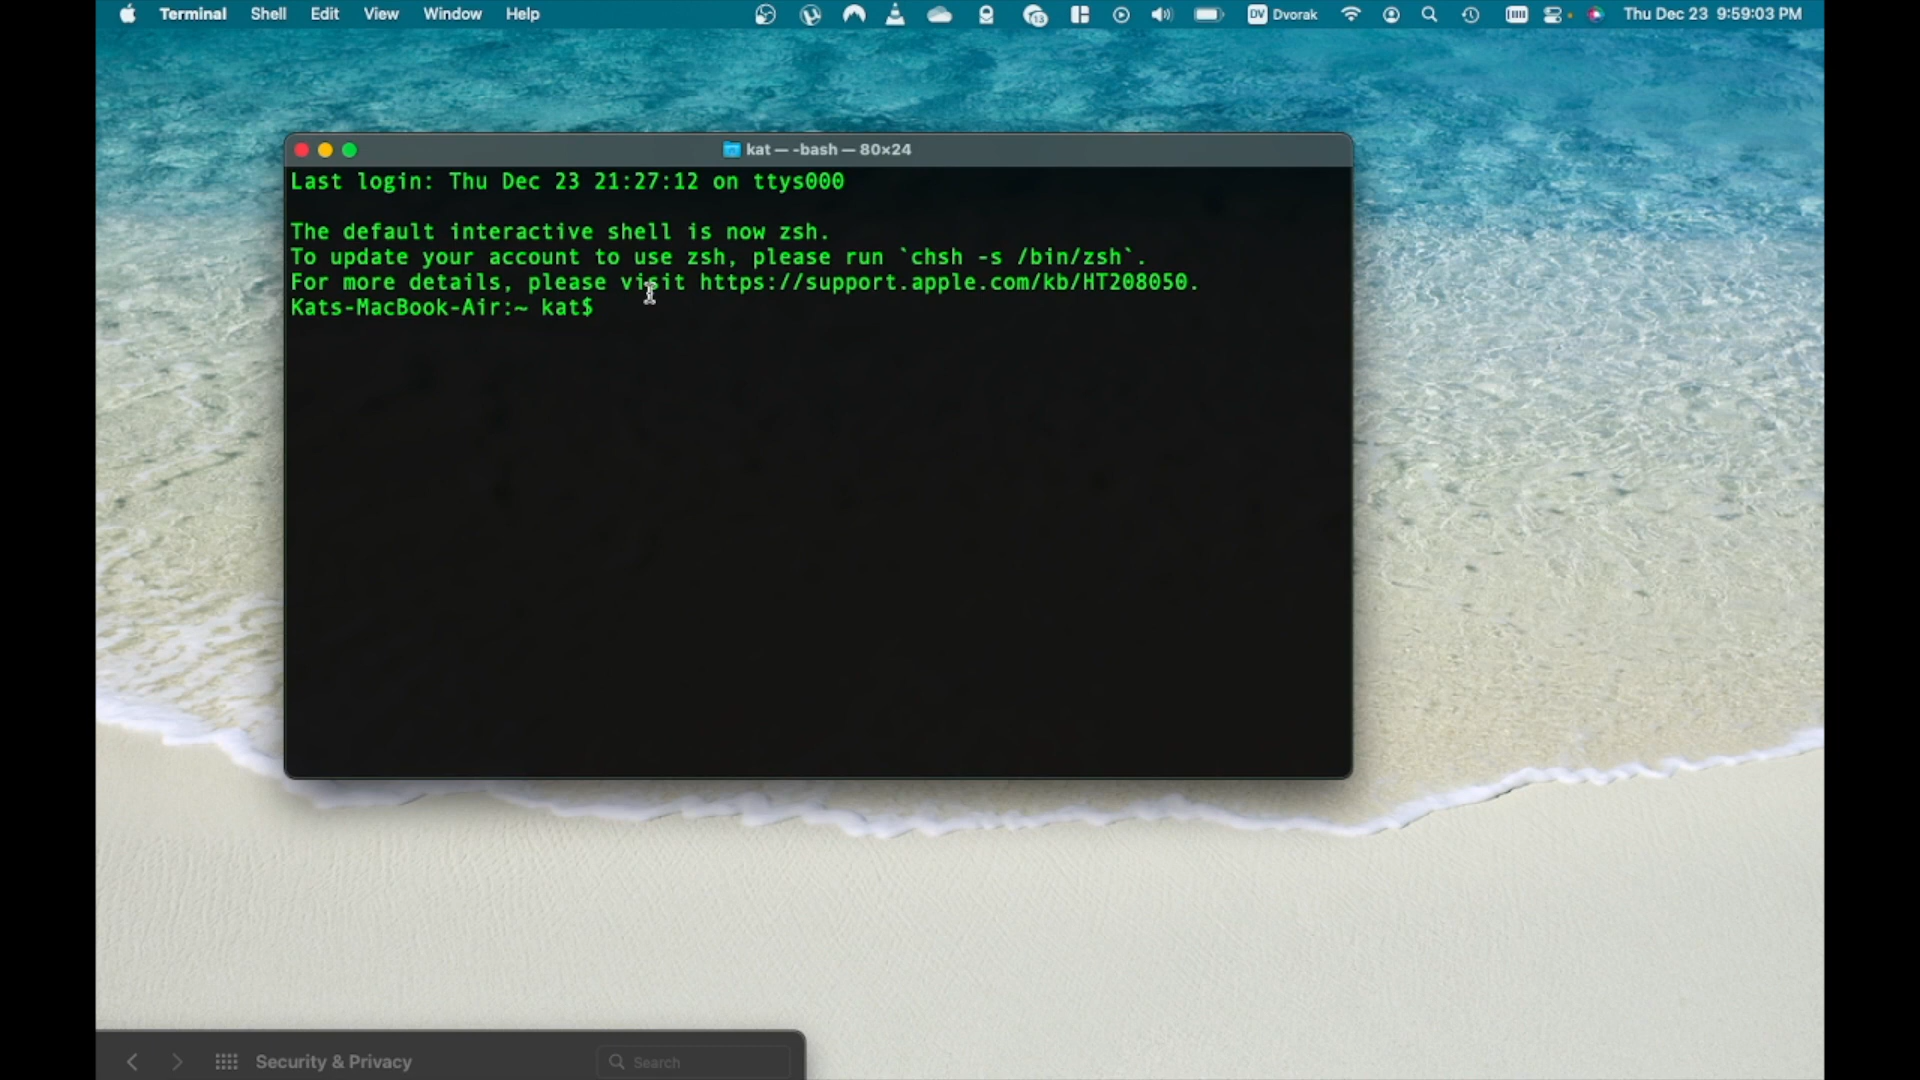 Terminal Shell Edit View Window Help 13 DV Dvorak Thu Dec 23 9:59:03 PM
kat — -bash — 80×24
Last login: Thu Dec 23 21:27:12 on ttys000
The default interactive shell is now zsh.
To update your account to use zsh, please run `chsh -s /bin/zsh`.
For more details, please visit https://support.apple.com/kb/HT208050.
Kats-MacBook-Air:~ kat$
Security & Privacy Search